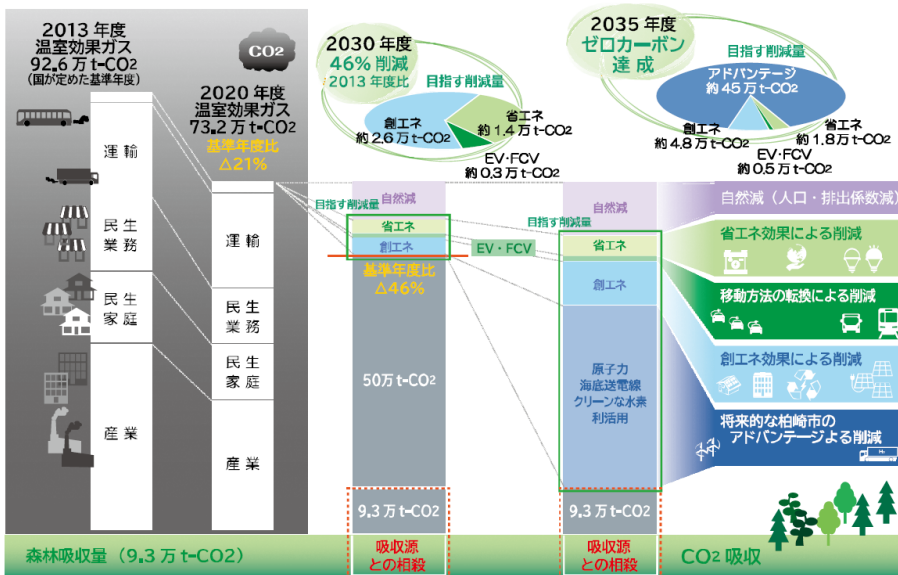 2013年度
温室効果ガス
92.6万t-CO2
(国が定めた基準年度)
運輸
民生
業務
民生
家庭
産業
CO2
2020年度
温室効果ガス
73.2万t-CO2
基準年度比
△21%
運輸
民生
業務
民生
家庭
産業
2030年度
46%削減
2013年度比
目指す削減量
創エネ
約2.6万t-CO2
省エネ
約1.4万t-CO2
EV・FCV
約0.3万t-CO2
2035年度
ゼロカーボン
達成
目指す削減量
アドバンテージ
約45万t-CO2
創エネ
約4.8万t-CO2
省エネ
約1.8万t-CO2
EV・FCV
約0.5万t-CO2
自然減
目指す削減量
省エネ
創エネ
EV・FCV
基準年度比
△46%
50万t-CO2
9.3万t-CO2
吸収源
との相殺
自然減
目指す削減量
省エネ
創エネ
原子力
海底送電線
クリーンな水素
利活用
9.3万t-CO2
吸収源
との相殺
自然減(人口・排出係数減)
省エネ効果による削減
移動方法の転換による削減
創エネ効果による削減
将来的な柏崎市の
アドバンテージよる削減
H2
森林吸収量(9.3万t-CO2)
CO2吸収